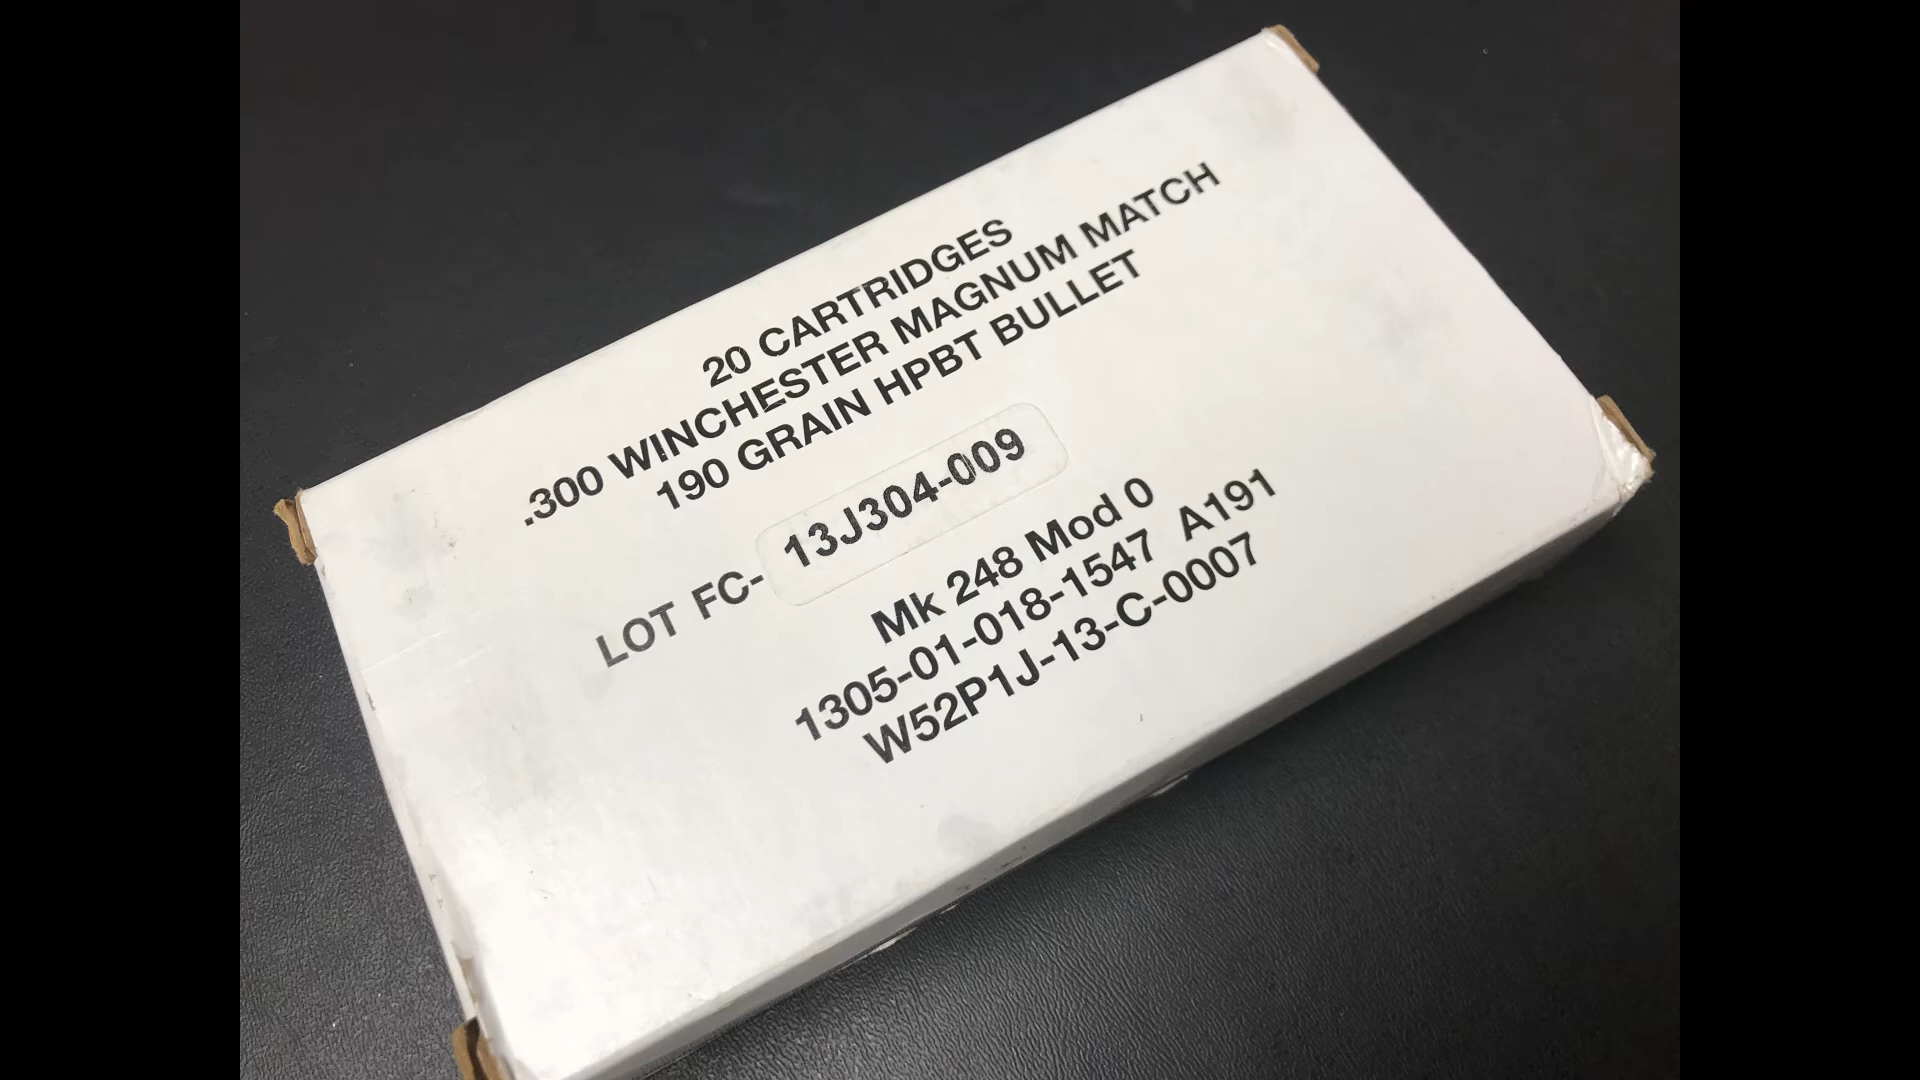 20 CARTRIDGES
.300 WINCHESTER MAGNUM MATCH
190 GRAIN HPBT BULLET
LOT FC- 13J304-009
Mk 248 Mod 0
1305-01-018-1547 A191
W52P1J-13-C-0007